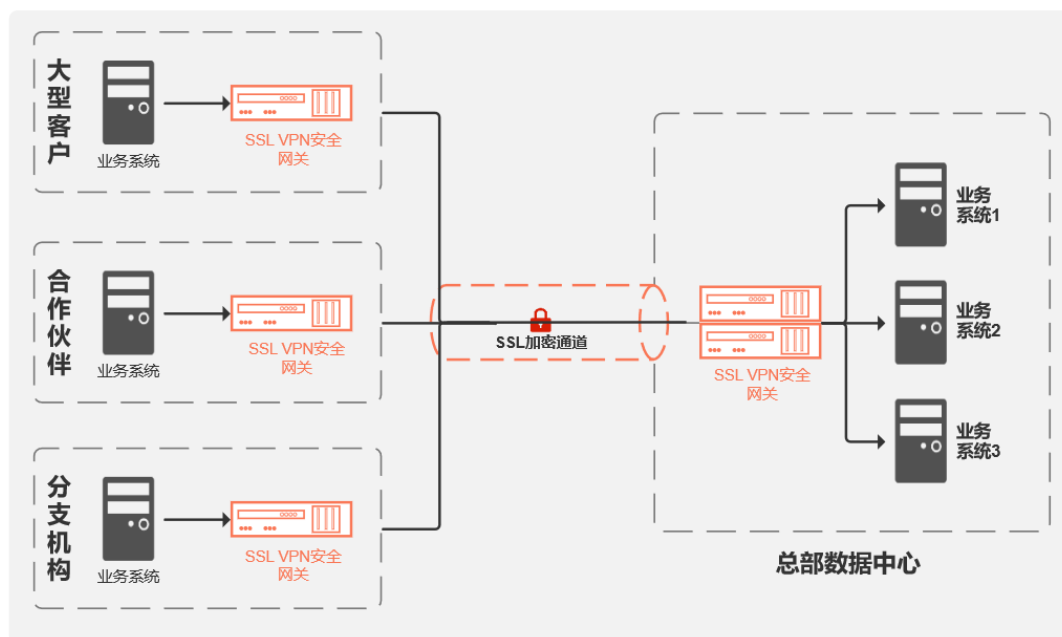 大型客户
业务系统
SSL VPN安全
网关
合作伙伴
业务系统
SSL VPN安全
网关
分支机构
业务系统
SSL VPN安全
网关
SSL加密通道
SSL VPN安全
网关
业务
系统1
业务
系统2
业务
系统3
总部数据中心